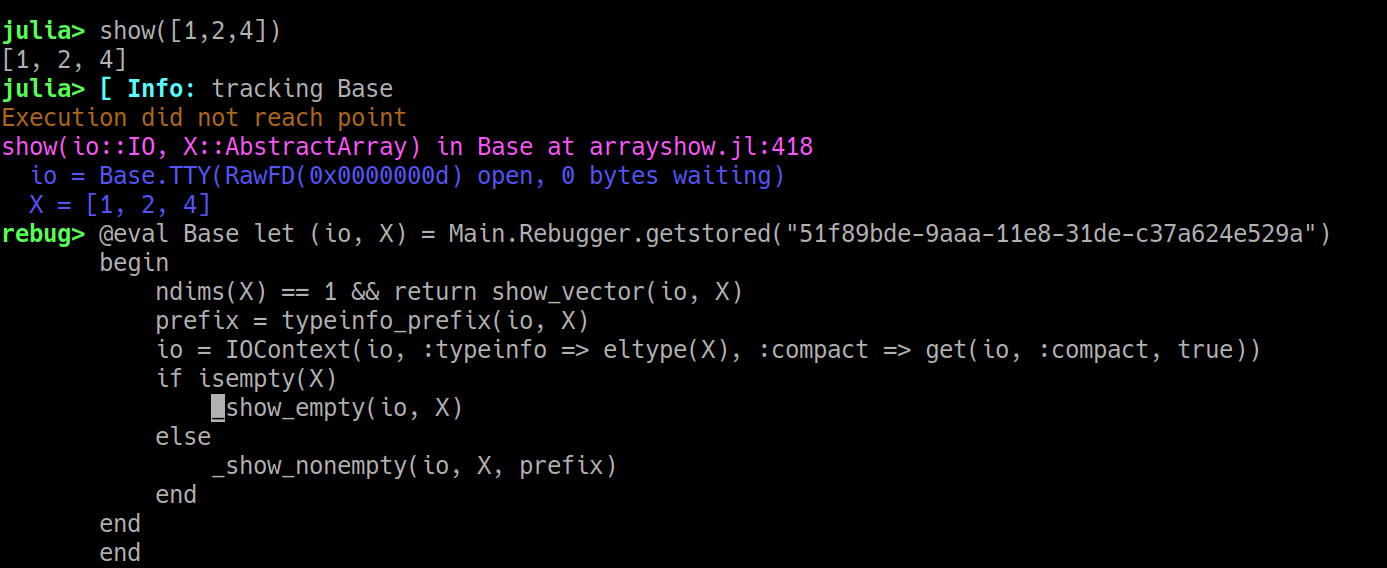 julia> show([1,2,4])
[1, 2, 4]
julia> [ Info: tracking Base
Execution did not reach point
show(io::IO, X::AbstractArray) in Base at arrayshow.jl:418
  io = Base.TTY(RawFD(0x0000000d) open, 0 bytes waiting)
  X = [1, 2, 4]
rebug> @eval Base let (io, X) = Main.Rebugger.getstored("51f89bde-9aaa-11e8-31de-c37a624e529a")
       begin
           ndims(X) == 1 && return show_vector(io, X)
           prefix = typeinfo_prefix(io, X)
           io = IOContext(io, :typeinfo => eltype(X), :compact => get(io, :compact, true))
           if isempty(X)
               _show_empty(io, X)
           else
               _show_nonempty(io, X, prefix)
           end
       end
       end